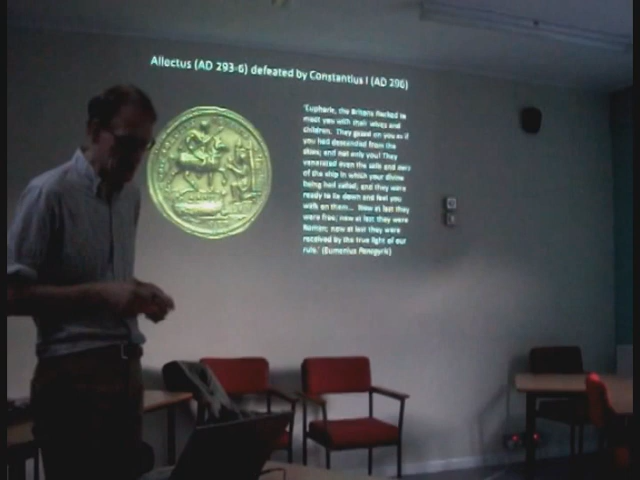 Allectus (AD 293-6) defeated by Constantius I (AD 296)
the Britons flocked to
meet you with their wives and
children. They gazed on you as if
you had descended from the
skies; and not only you! They
venerated even the sails and oars
of the ship in which your divine
being had sailed; and they were
ready to lie down and feel you
walk on them... Now at last they
were free; now at last they were
Roman; now at last they were
received by the true light of our
rule.' (Eumenius Panegyric)